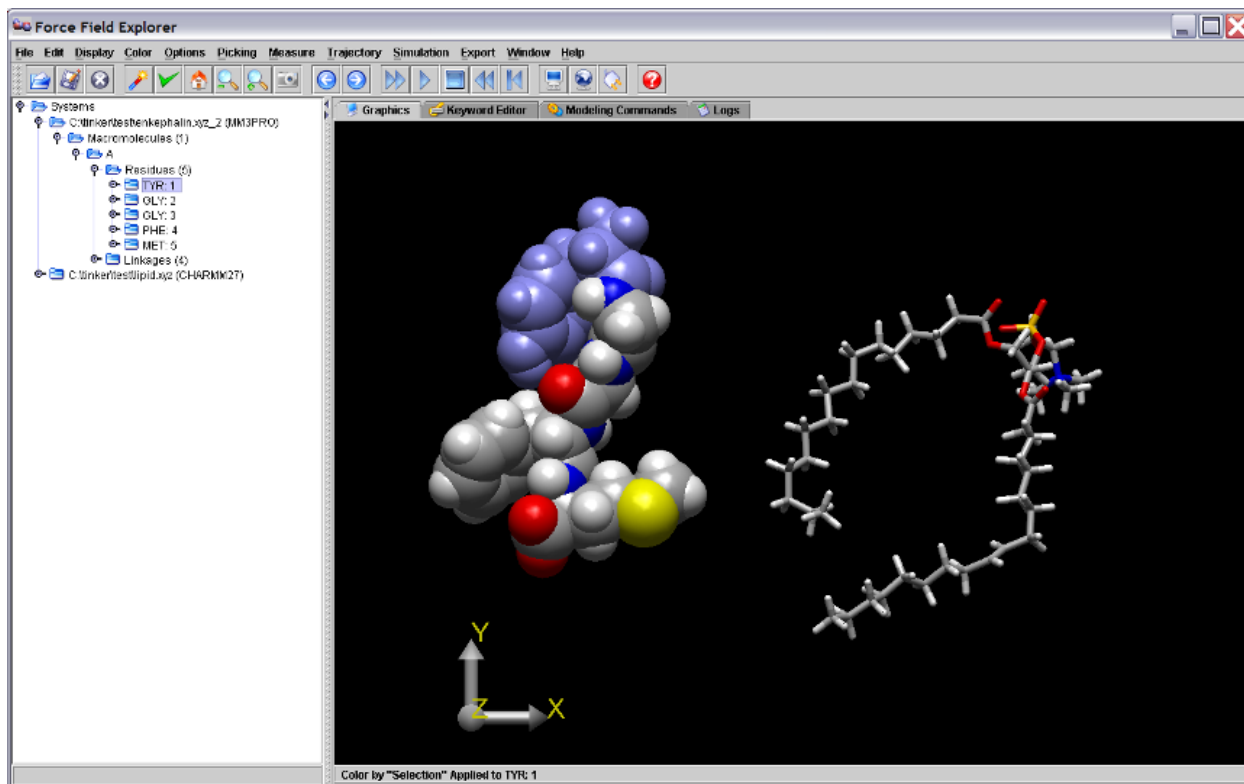 Force Field Explorer
File Edit Display Color Options Picking Measure Trajectory Simulation Export Window Help
Systems
C:\tinker\test\enkephalin.xyz_2 (MM3PRO)
Macromolecules (1)
A
Residues (5)
TYR: 1
GLY: 2
GLY: 3
PHE: 4
MET: 5
Linkages (4)
C:\tinker\test\lipid.xyz (CHARMM27)
Graphics Keyword Editor Modeling Commands Logs
Y
Z X
Color by "Selection" Applied to TYR: 1